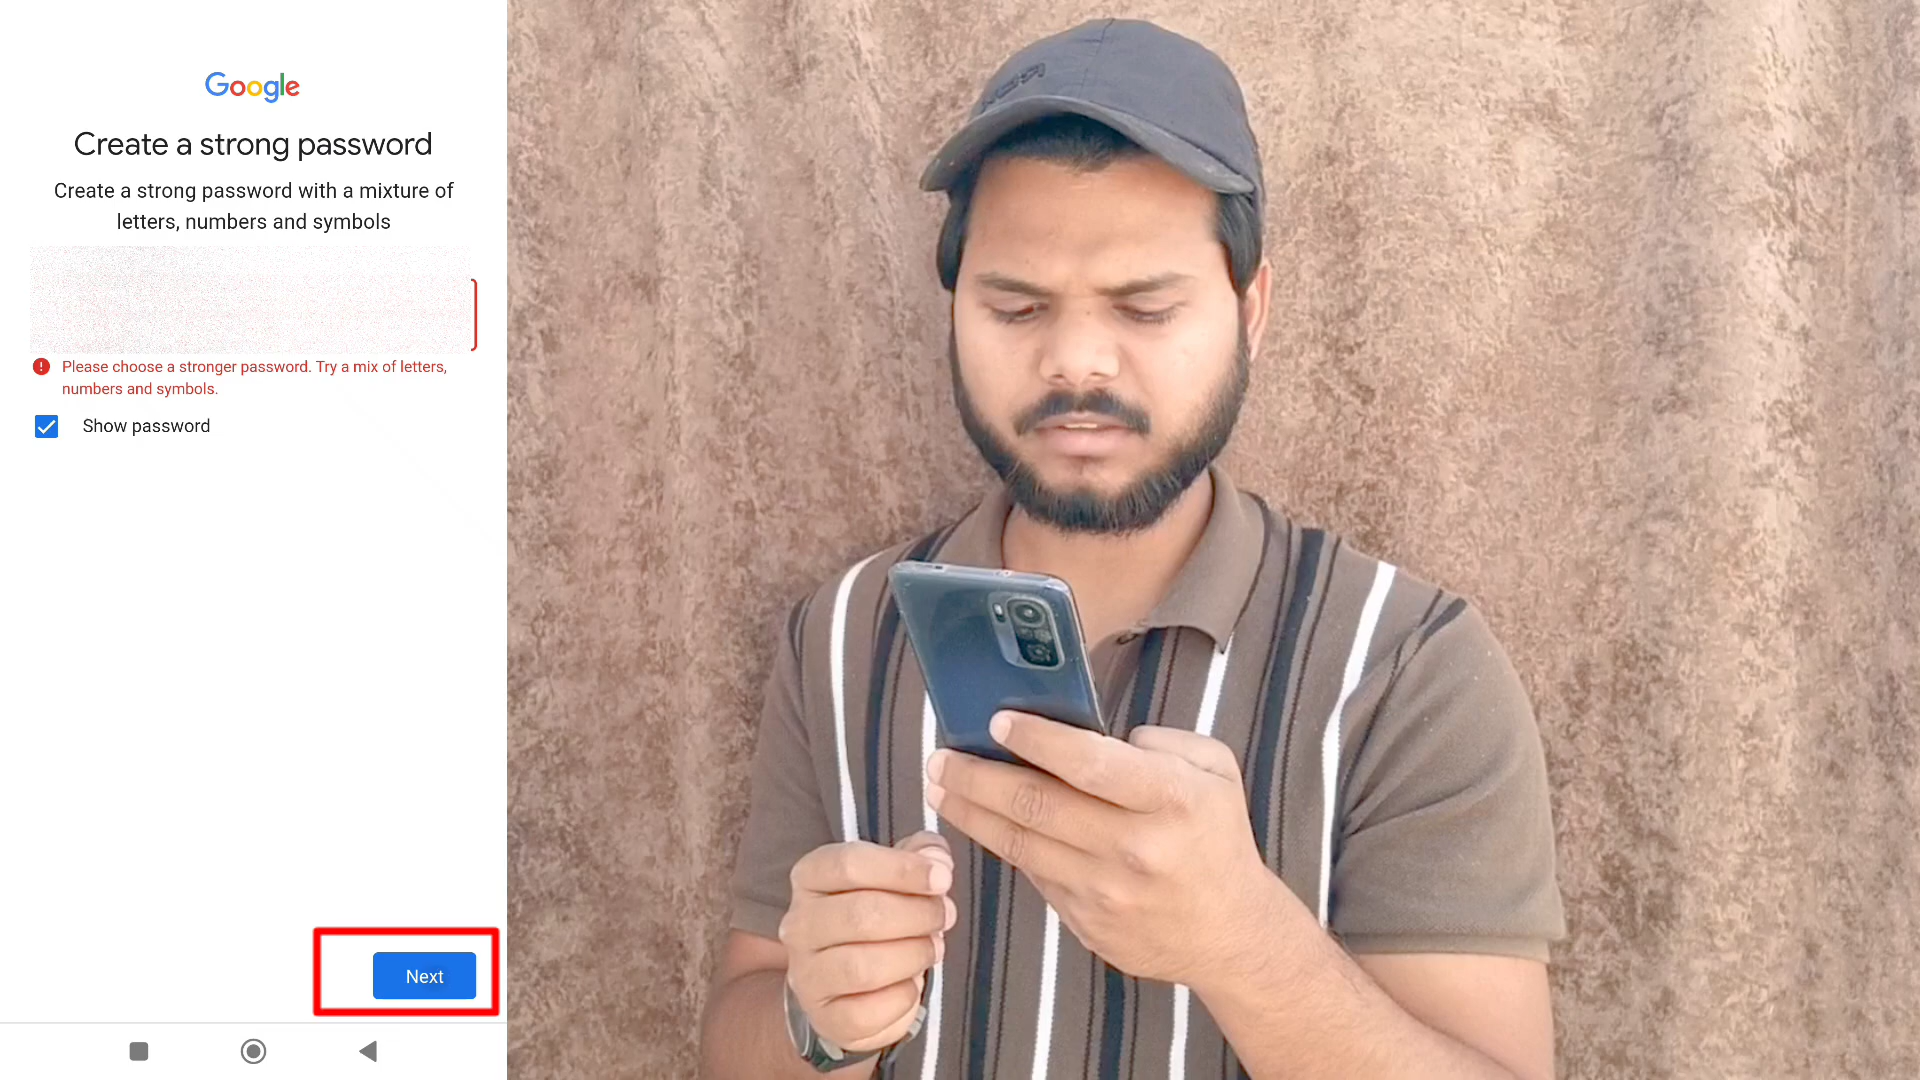 Google
Create a strong password
Create a strong password with a mixture of
letters, numbers and symbols
Please choose a stronger password. Try a mix of letters,
numbers and symbols.
Show password
Next